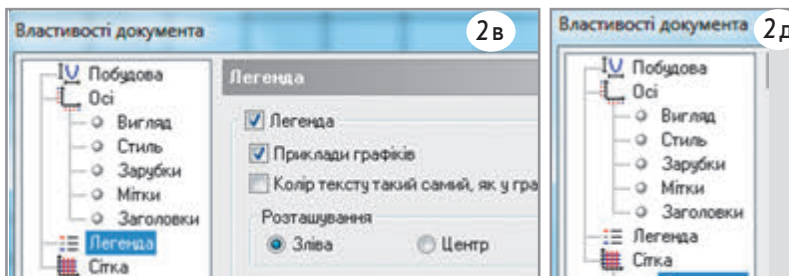 Властивості документа
2в
Побудова
Осі
Вигляд
Стиль
Зарубки
Мітки
Заголовки
Легенда
Сітка
Легенда
Легенда
Приклади графіків
Колір тексту такий самий, як у гра
Розташування
Зліва
Центр
Властивості документа
2д
Побудова
Осі
Вигляд
Стиль
Зарубки
Мітки
Заголовки
Легенда
Сітка